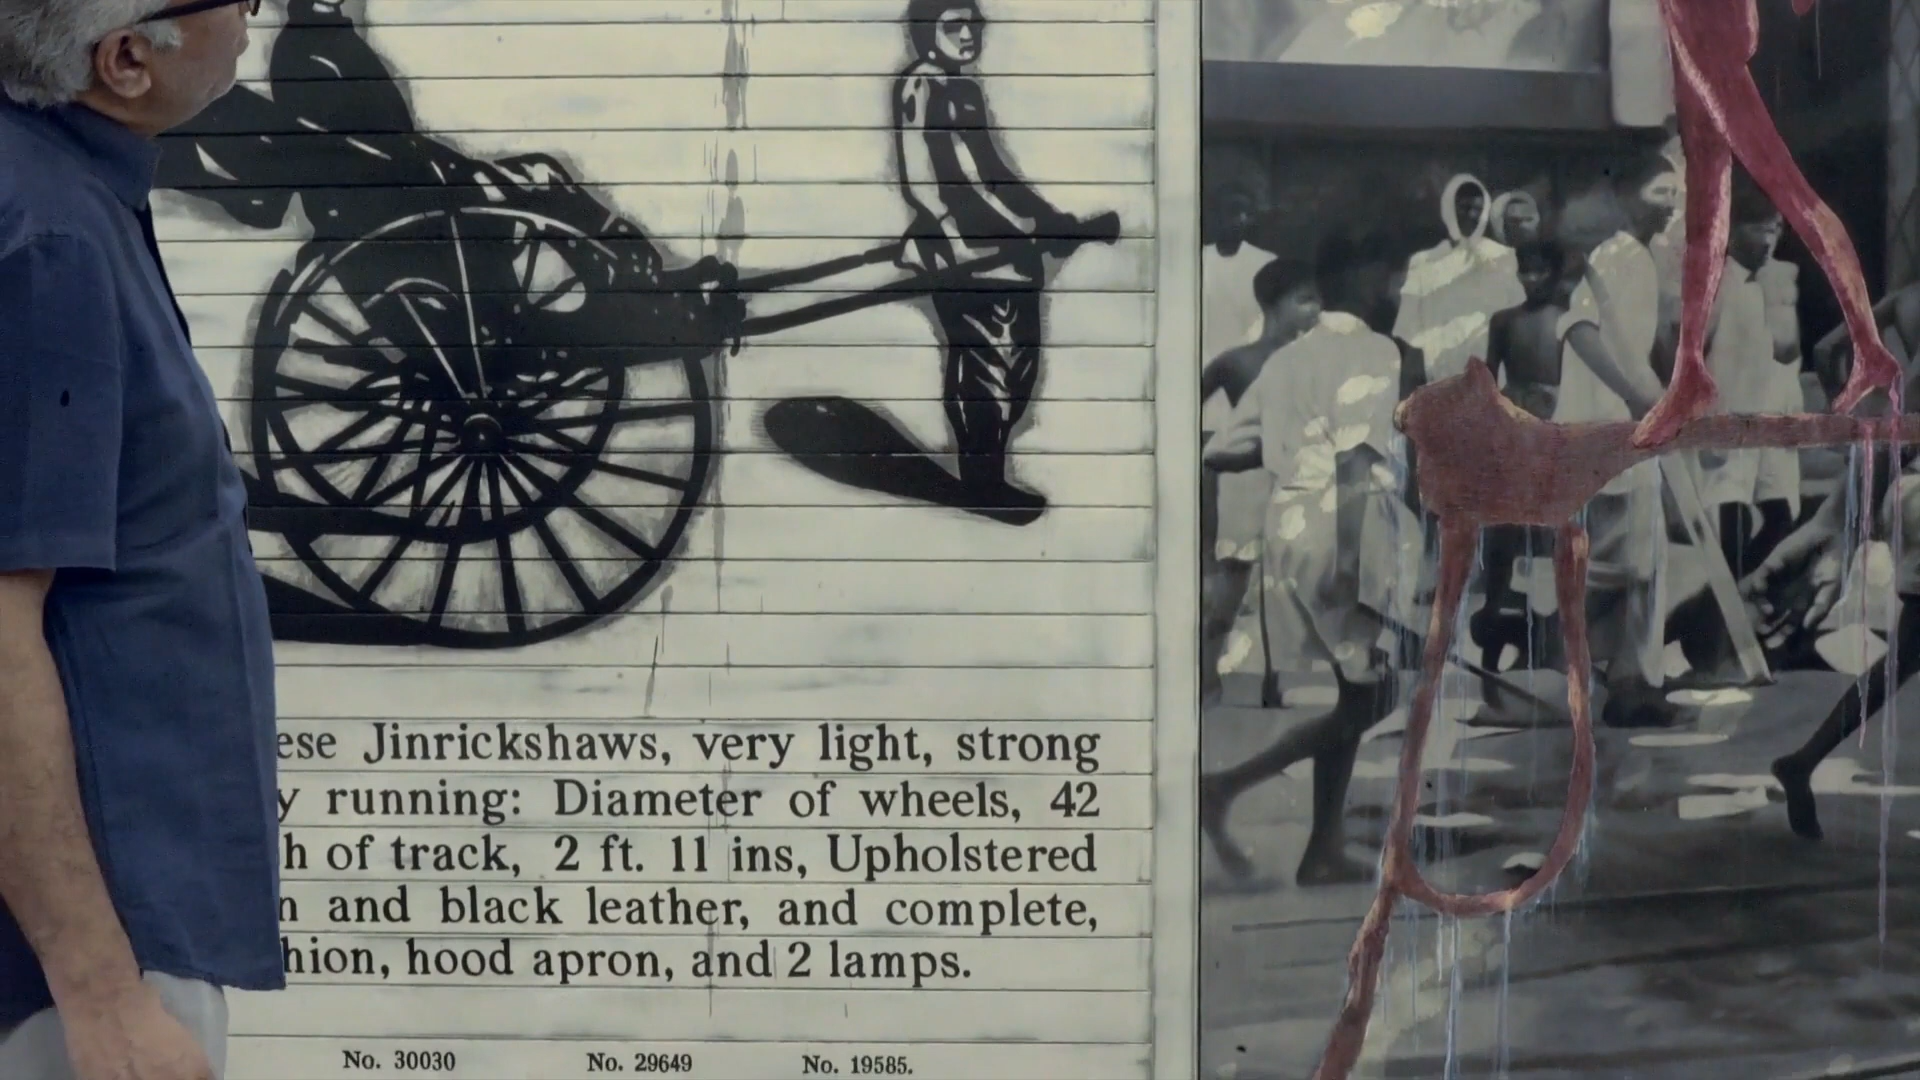 ese Jinrickshaws, very light, strong
y running: Diameter of wheels, 42
h of track, 2 ft. 11 ins, Upholstered
n and black leather, and complete,
hion, hood apron, and 2 lamps.
No. 30030 No. 29649 No. 19585.